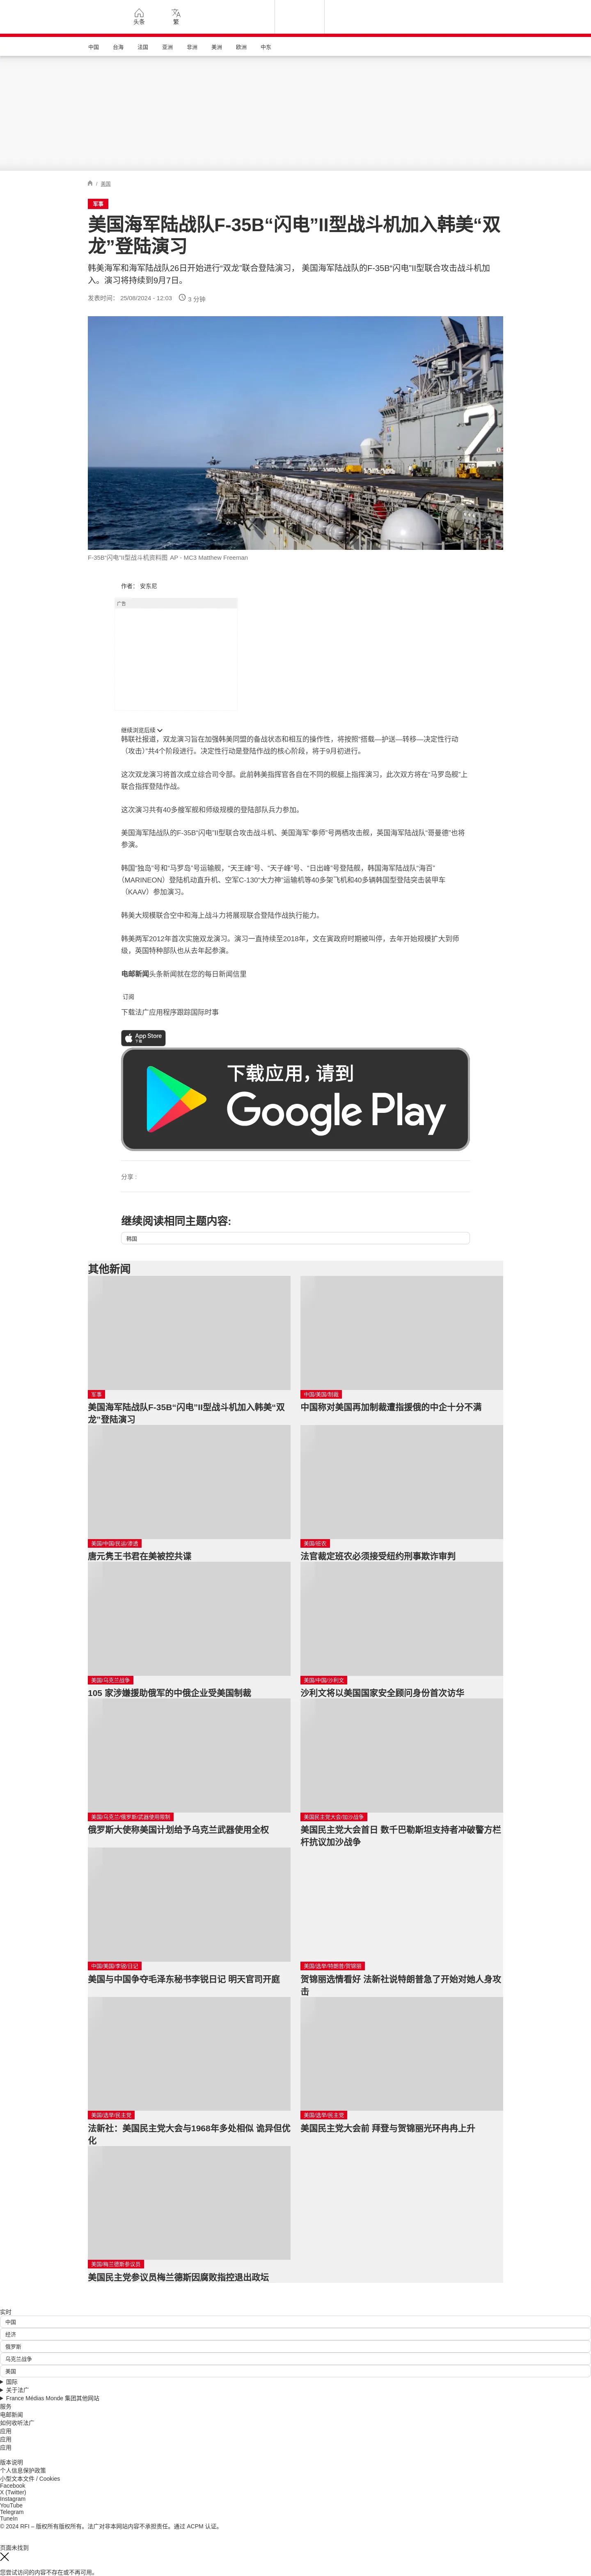 头条
繁
中国
台海
法国
亚洲
非洲
美洲
欧洲
中东
/ 美国
军事
美国海军陆战队F-35B“闪电”II型战斗机加入韩美“双
龙”登陆演习
韩美海军和海军陆战队26日开始进行“双龙”联合登陆演习， 美国海军陆战队的F-35B“闪电”II型联合攻击战斗机加
入。演习将持续到9月7日。
发表时间： 25/08/2024 - 12:03
3 分钟
2
F-35B“闪电”II型战斗机资料图 AP - MC3 Matthew Freeman
作者： 安东尼
广告
继续浏览后续
韩联社报道，双龙演习旨在加强韩美同盟的备战状态和相互的操作性，将按照“搭载—护送—转移—决定性行动
（攻击）”共4个阶段进行。决定性行动是登陆作战的核心阶段，将于9月初进行。
这次双龙演习将首次成立综合司令部。此前韩美指挥官各自在不同的舰艇上指挥演习，此次双方将在“马罗岛舰”上
联合指挥登陆作战。
这次演习共有40多艘军舰和师级规模的登陆部队兵力参加。
美国海军陆战队的F-35B“闪电”II型联合攻击战斗机、美国海军“拳师”号两栖攻击舰，英国海军陆战队“哥曼德”也将
参演。
韩国“独岛”号和“马罗岛”号运输舰，“天王峰”号、“天子峰”号、“日出峰”号登陆舰，韩国海军陆战队“海百”
（MARINEON）登陆机动直升机、空军C-130“大力神”运输机等40多架飞机和40多辆韩国型登陆突击装甲车
（KAAV）参加演习。
韩美大规模联合空中和海上战斗力将展现联合登陆作战执行能力。
韩美两军2012年首次实施双龙演习。演习一直持续至2018年，文在寅政府时期被叫停，去年开始规模扩大到师
级，英国特种部队也从去年起参演。
电邮新闻头条新闻就在您的每日新闻信里
订阅
下载法广应用程序跟踪国际时事
App Store
下载
下载应用，请到
Google Play
分享 :
继续阅读相同主题内容:
韩国
其他新闻
军事
美国海军陆战队F-35B“闪电”II型战斗机加入韩美“双
龙”登陆演习
中国/美国/制裁
中国称对美国再加制裁遭指援俄的中企十分不满
美国/中国/民运/渗透
唐元隽王书君在美被控共谍
美国/班农
法官裁定班农必须接受纽约刑事欺诈审判
美国/乌克兰战争
105 家涉嫌援助俄军的中俄企业受美国制裁
美国/中国/沙利文
沙利文将以美国国家安全顾问身份首次访华
美国/乌克兰/俄罗斯/武器使用限制
俄罗斯大使称美国计划给予乌克兰武器使用全权
美国民主党大会/加沙战争
美国民主党大会首日 数千巴勒斯坦支持者冲破警方栏
杆抗议加沙战争
中国/美国/李锐/日记
美国与中国争夺毛泽东秘书李锐日记 明天官司开庭
美国/选举/特朗普/贺锦丽
贺锦丽选情看好 法新社说特朗普急了开始对她人身攻
击
美国/选举/民主党
法新社：美国民主党大会与1968年多处相似 诡异但优
化
美国/选举/民主党
美国民主党大会前 拜登与贺锦丽光环冉冉上升
美国/梅兰德斯参议员
美国民主党参议员梅兰德斯因腐败指控退出政坛
实时
中国
经济
俄罗斯
乌克兰战争
美国
国际
关于法广
France Médias Monde 集团其他网站
服务
电邮新闻
如何收听法广
应用
应用
应用
版本说明
个人信息保护政策
小型文本文件 / Cookies
Facebook
X (Twitter)
Instagram
YouTube
Telegram
TuneIn
© 2024 RFI – 版权所有版权所有。法广对非本网站内容不承担责任。通过 ACPM 认证。
页面未找到
您尝试访问的内容不存在或不再可用。